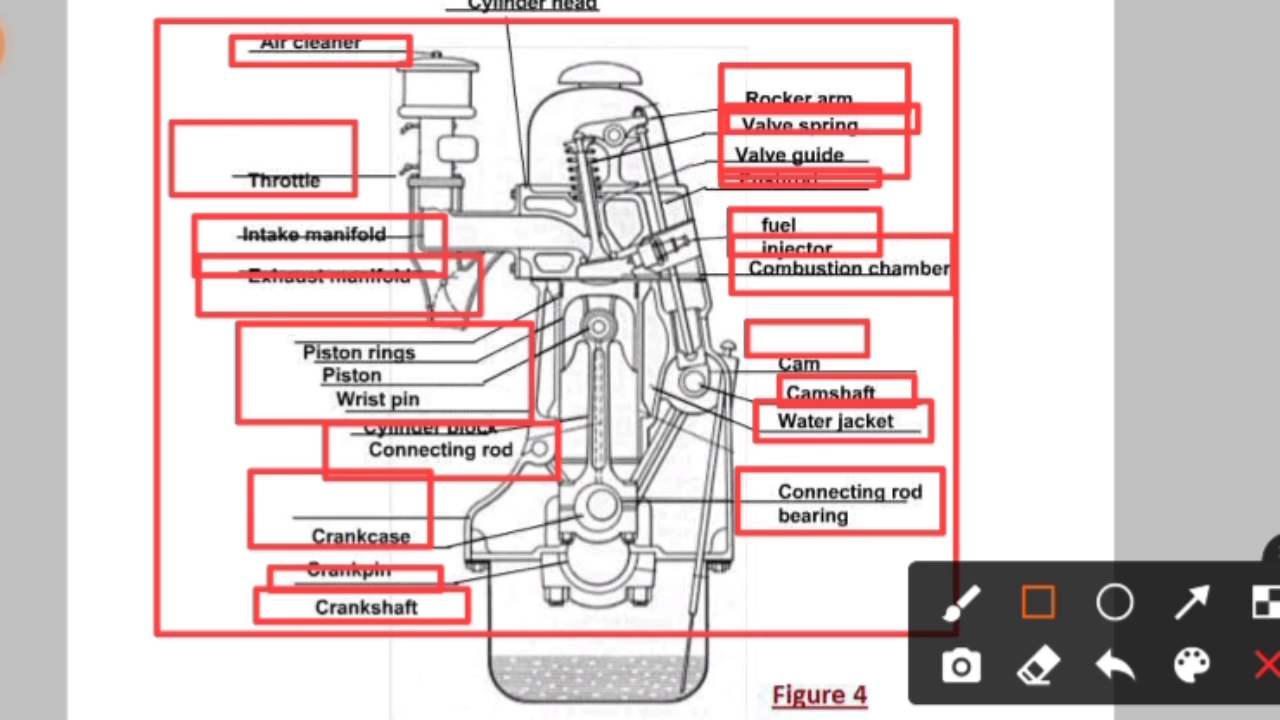 Cylinder head
Air cleaner
Rocker arm
Valve spring
Valve guide
Throttle
fuel
injector
Intake manifold
Combustion chamber
Exhaust manifold
Piston rings
Cam
Piston
Camshaft
Wrist pin
Water jacket
Cylinder block
Connecting rod
Connecting rod
bearing
Crankcase
Crankpin
Crankshaft
Figure 4